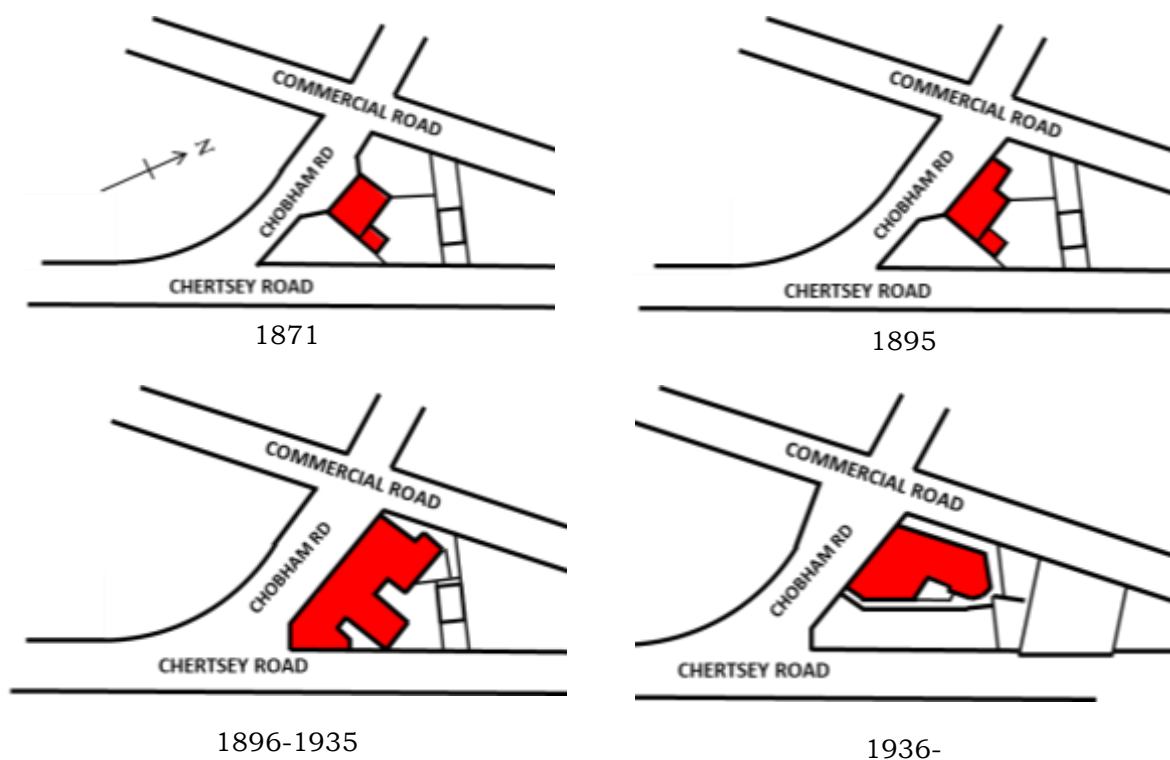 COMMERCIAL ROAD
N
CHOBHAM RD
CHERTSEY ROAD
1871
COMMERCIAL ROAD
CHOBHAM RD
CHERTSEY ROAD
1895
COMMERCIAL ROAD
CHOBHAM RD
CHERTSEY ROAD
1896-1935
COMMERCIAL ROAD
CHOBHAM RD
CHERTSEY ROAD
1936-